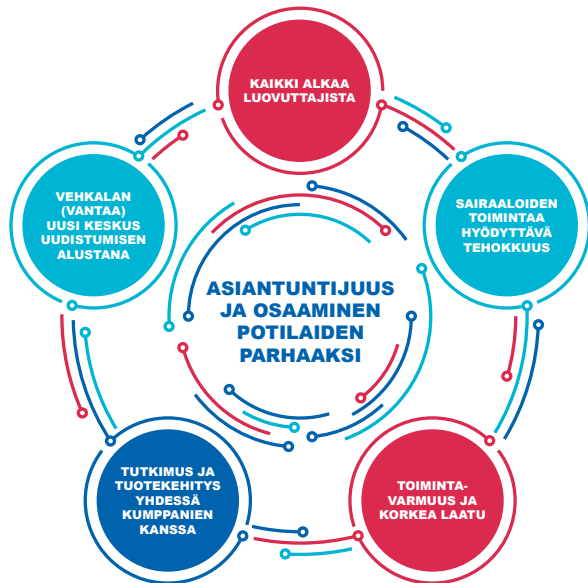 KAIKKI ALKAA
LUOVUTTAJISTA
VEHKALAN
(VANTAA)
UUSI KESKUS
UUDISTUMISEN
ALUSTANA
SAIRAALOIDEN
TOIMINTAA
HYÖDYTTÄVÄ
TEHOKKUUS
ASIANTUNTIJUUS
JA OSAAMINEN
POTILAIDEN
PARHAAKSI
TUTKIMUS JA
TUOTEKEHITYS
YHDESSÄ
KUMPPANIEN
KANSSA
TOIMINTA-
VARMUUS JA
KORKEA LAATU